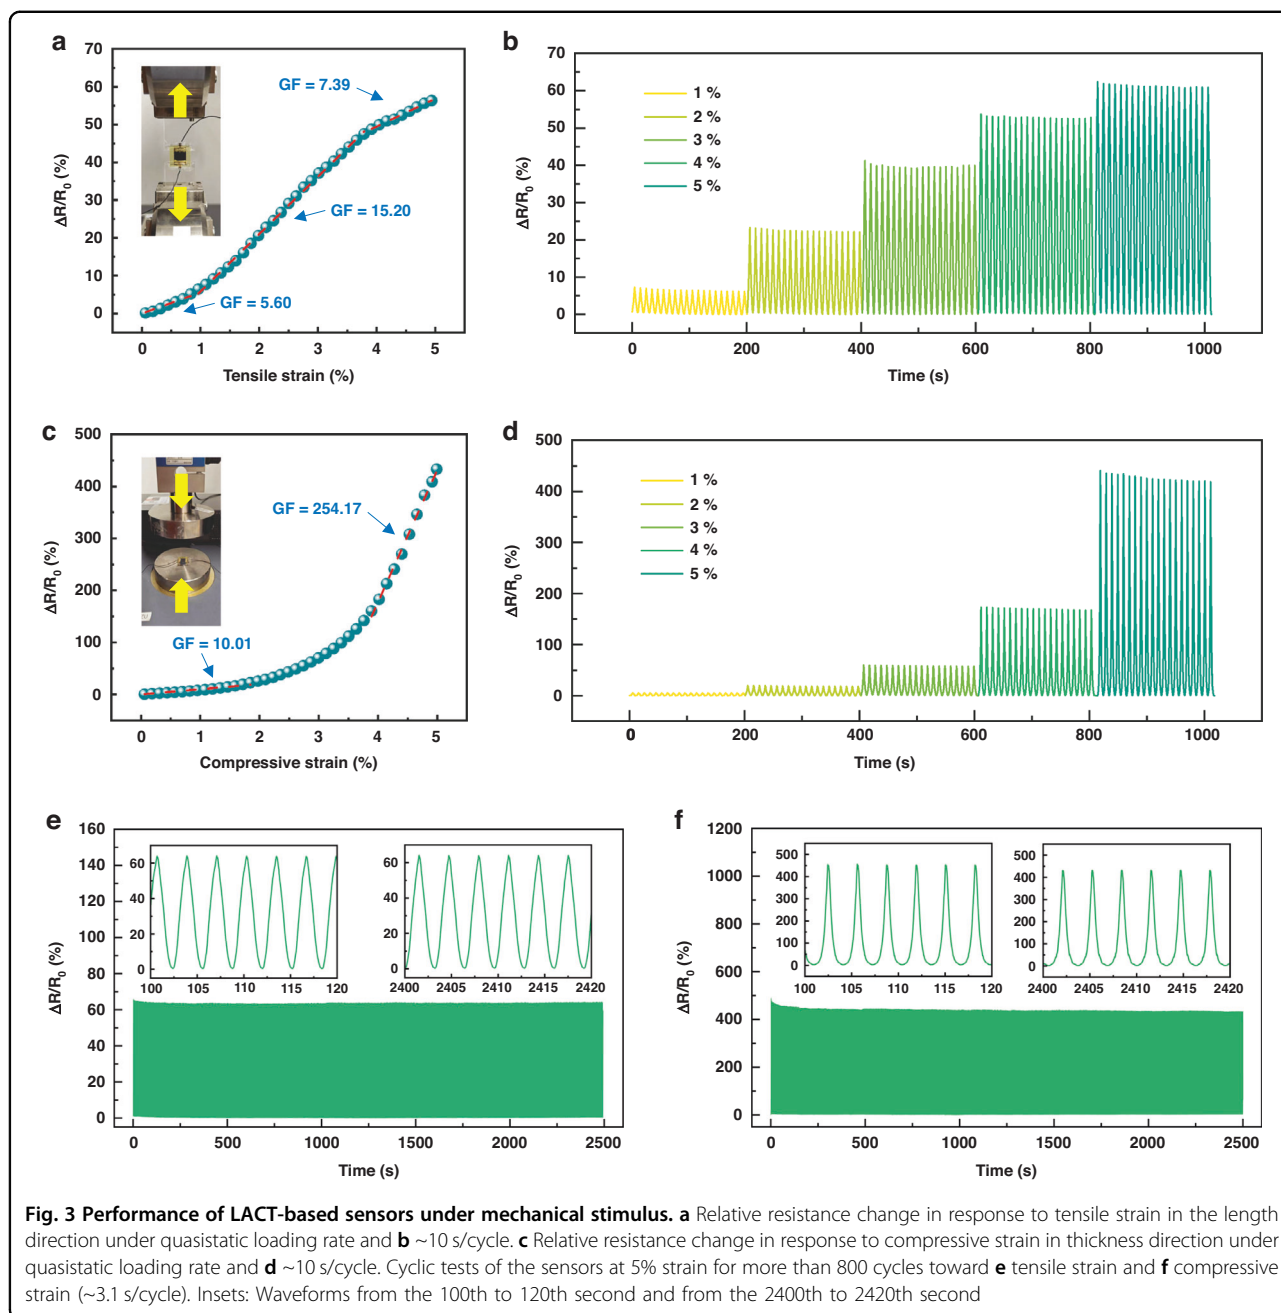 a
70
60
50
40
30
20
10
0
ΔR/R0 (%)
GF = 7.39
GF = 15.20
GF = 5.60
0 1 2 3 4 5
Tensile strain (%)
b
70
60
50
40
30
20
10
0
ΔR/R0 (%)
1 %
2 %
3 %
4 %
5 %
0 200 400 600 800 1000
Time (s)
c
500
400
300
200
100
0
ΔR/R0 (%)
GF = 254.17
GF = 10.01
0 1 2 3 4 5
Compressive strain (%)
d
500
400
300
200
100
0
ΔR/R0 (%)
1 %
2 %
3 %
4 %
5 %
0 200 400 600 800 1000
Time (s)
e
160
140
120
100
80
60
40
20
0
ΔR/R0 (%)
60
40
20
0
100 105 110 115 120
60
40
20
0
2400 2405 2410 2415 2420
0 500 1000 1500 2000 2500
Time (s)
f
1200
1000
800
600
400
200
0
ΔR/R0 (%)
500
400
300
200
100
0
100 105 110 115 120
500
400
300
200
100
0
2400 2405 2410 2415 2420
0 500 1000 1500 2000 2500
Time (s)
Fig. 3 Performance of LACT-based sensors under mechanical stimulus. a Relative resistance change in response to tensile strain in the length
direction under quasistatic loading rate and b ~10 s/cycle. c Relative resistance change in response to compressive strain in thickness direction under
quasistatic loading rate and d ~10 s/cycle. Cyclic tests of the sensors at 5% strain for more than 800 cycles toward e tensile strain and f compressive
strain (~3.1 s/cycle). Insets: Waveforms from the 100th to 120th second and from the 2400th to 2420th second